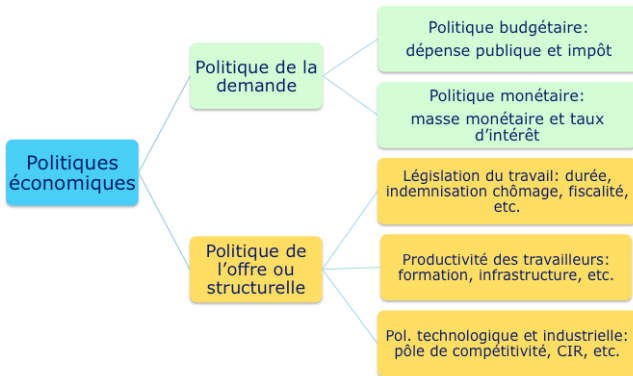 Politiques
économiques
Politique de la
demande
Politique budgétaire:
dépense publique et impôt
Politique monétaire:
masse monétaire et taux
d'intérêt
Politique de
l'offre ou
structurelle
Législation du travail: durée,
indemnisation chômage, fiscalité,
etc.
Productivité des travailleurs:
formation, infrastructure, etc.
Pol. technologique et industrielle:
pôle de compétitivité, CIR, etc.